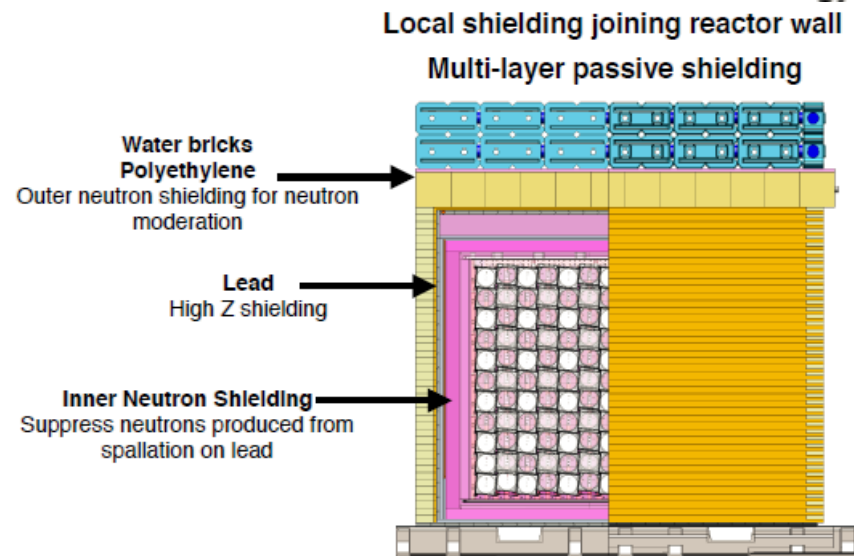 Local shielding joining reactor wall
Multi-layer passive shielding
Water bricks
Polyethylene
Outer neutron shielding for neutron
moderation
Lead
High Z shielding
Inner Neutron Shielding
Suppress neutrons produced from
spallation on lead